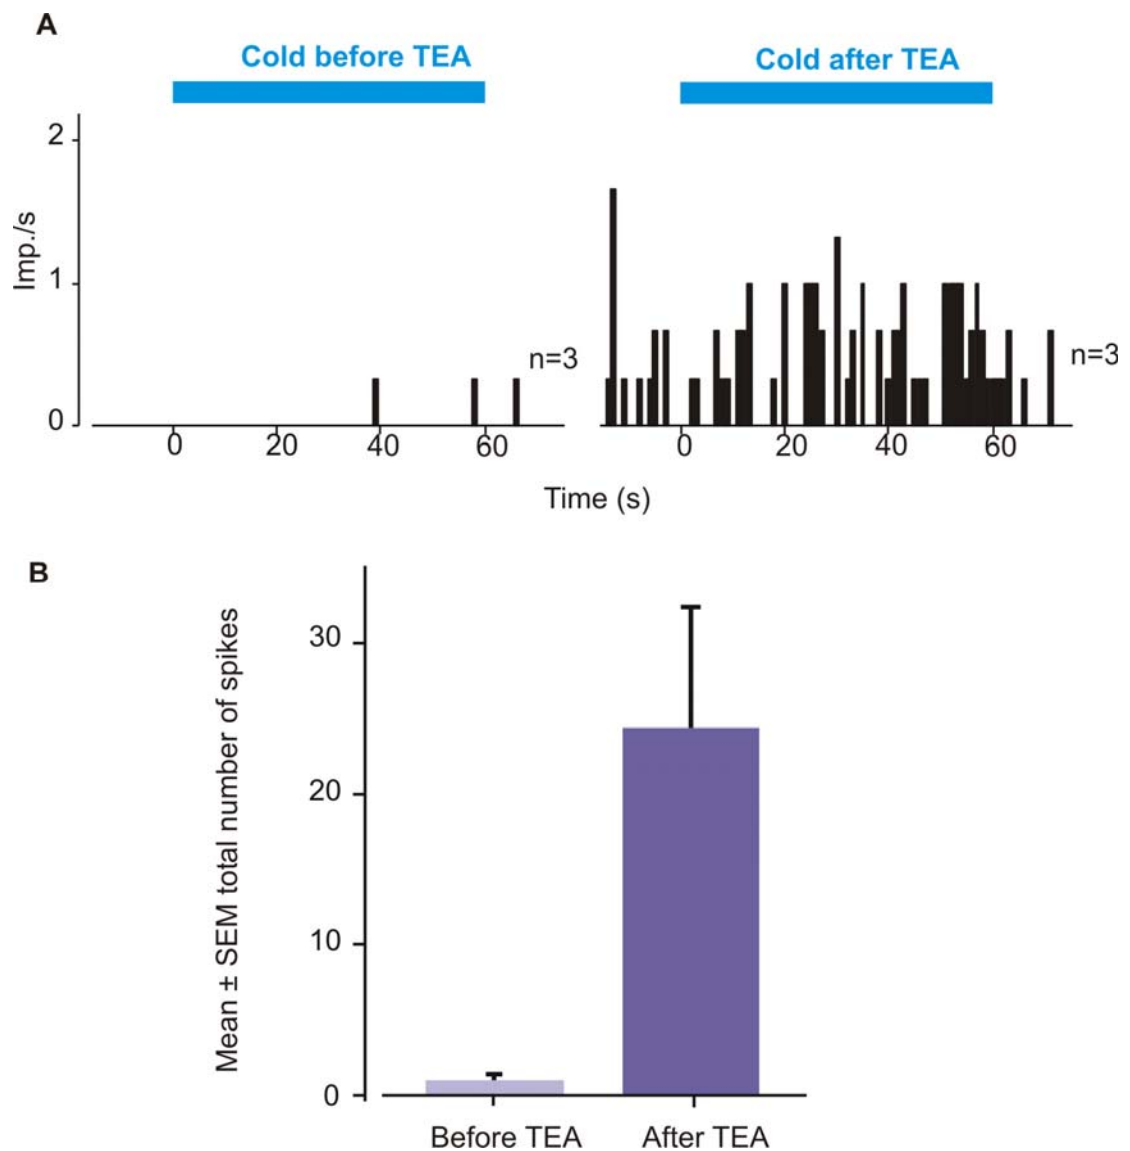 A
Cold before TEA
Cold after TEA
2
1
0
Imp./s
n=3
n=3
0 20 40 60
0 20 40 60
Time (s)
B
Mean ± SEM total number of spikes
30
20
10
0
Before TEA
After TEA